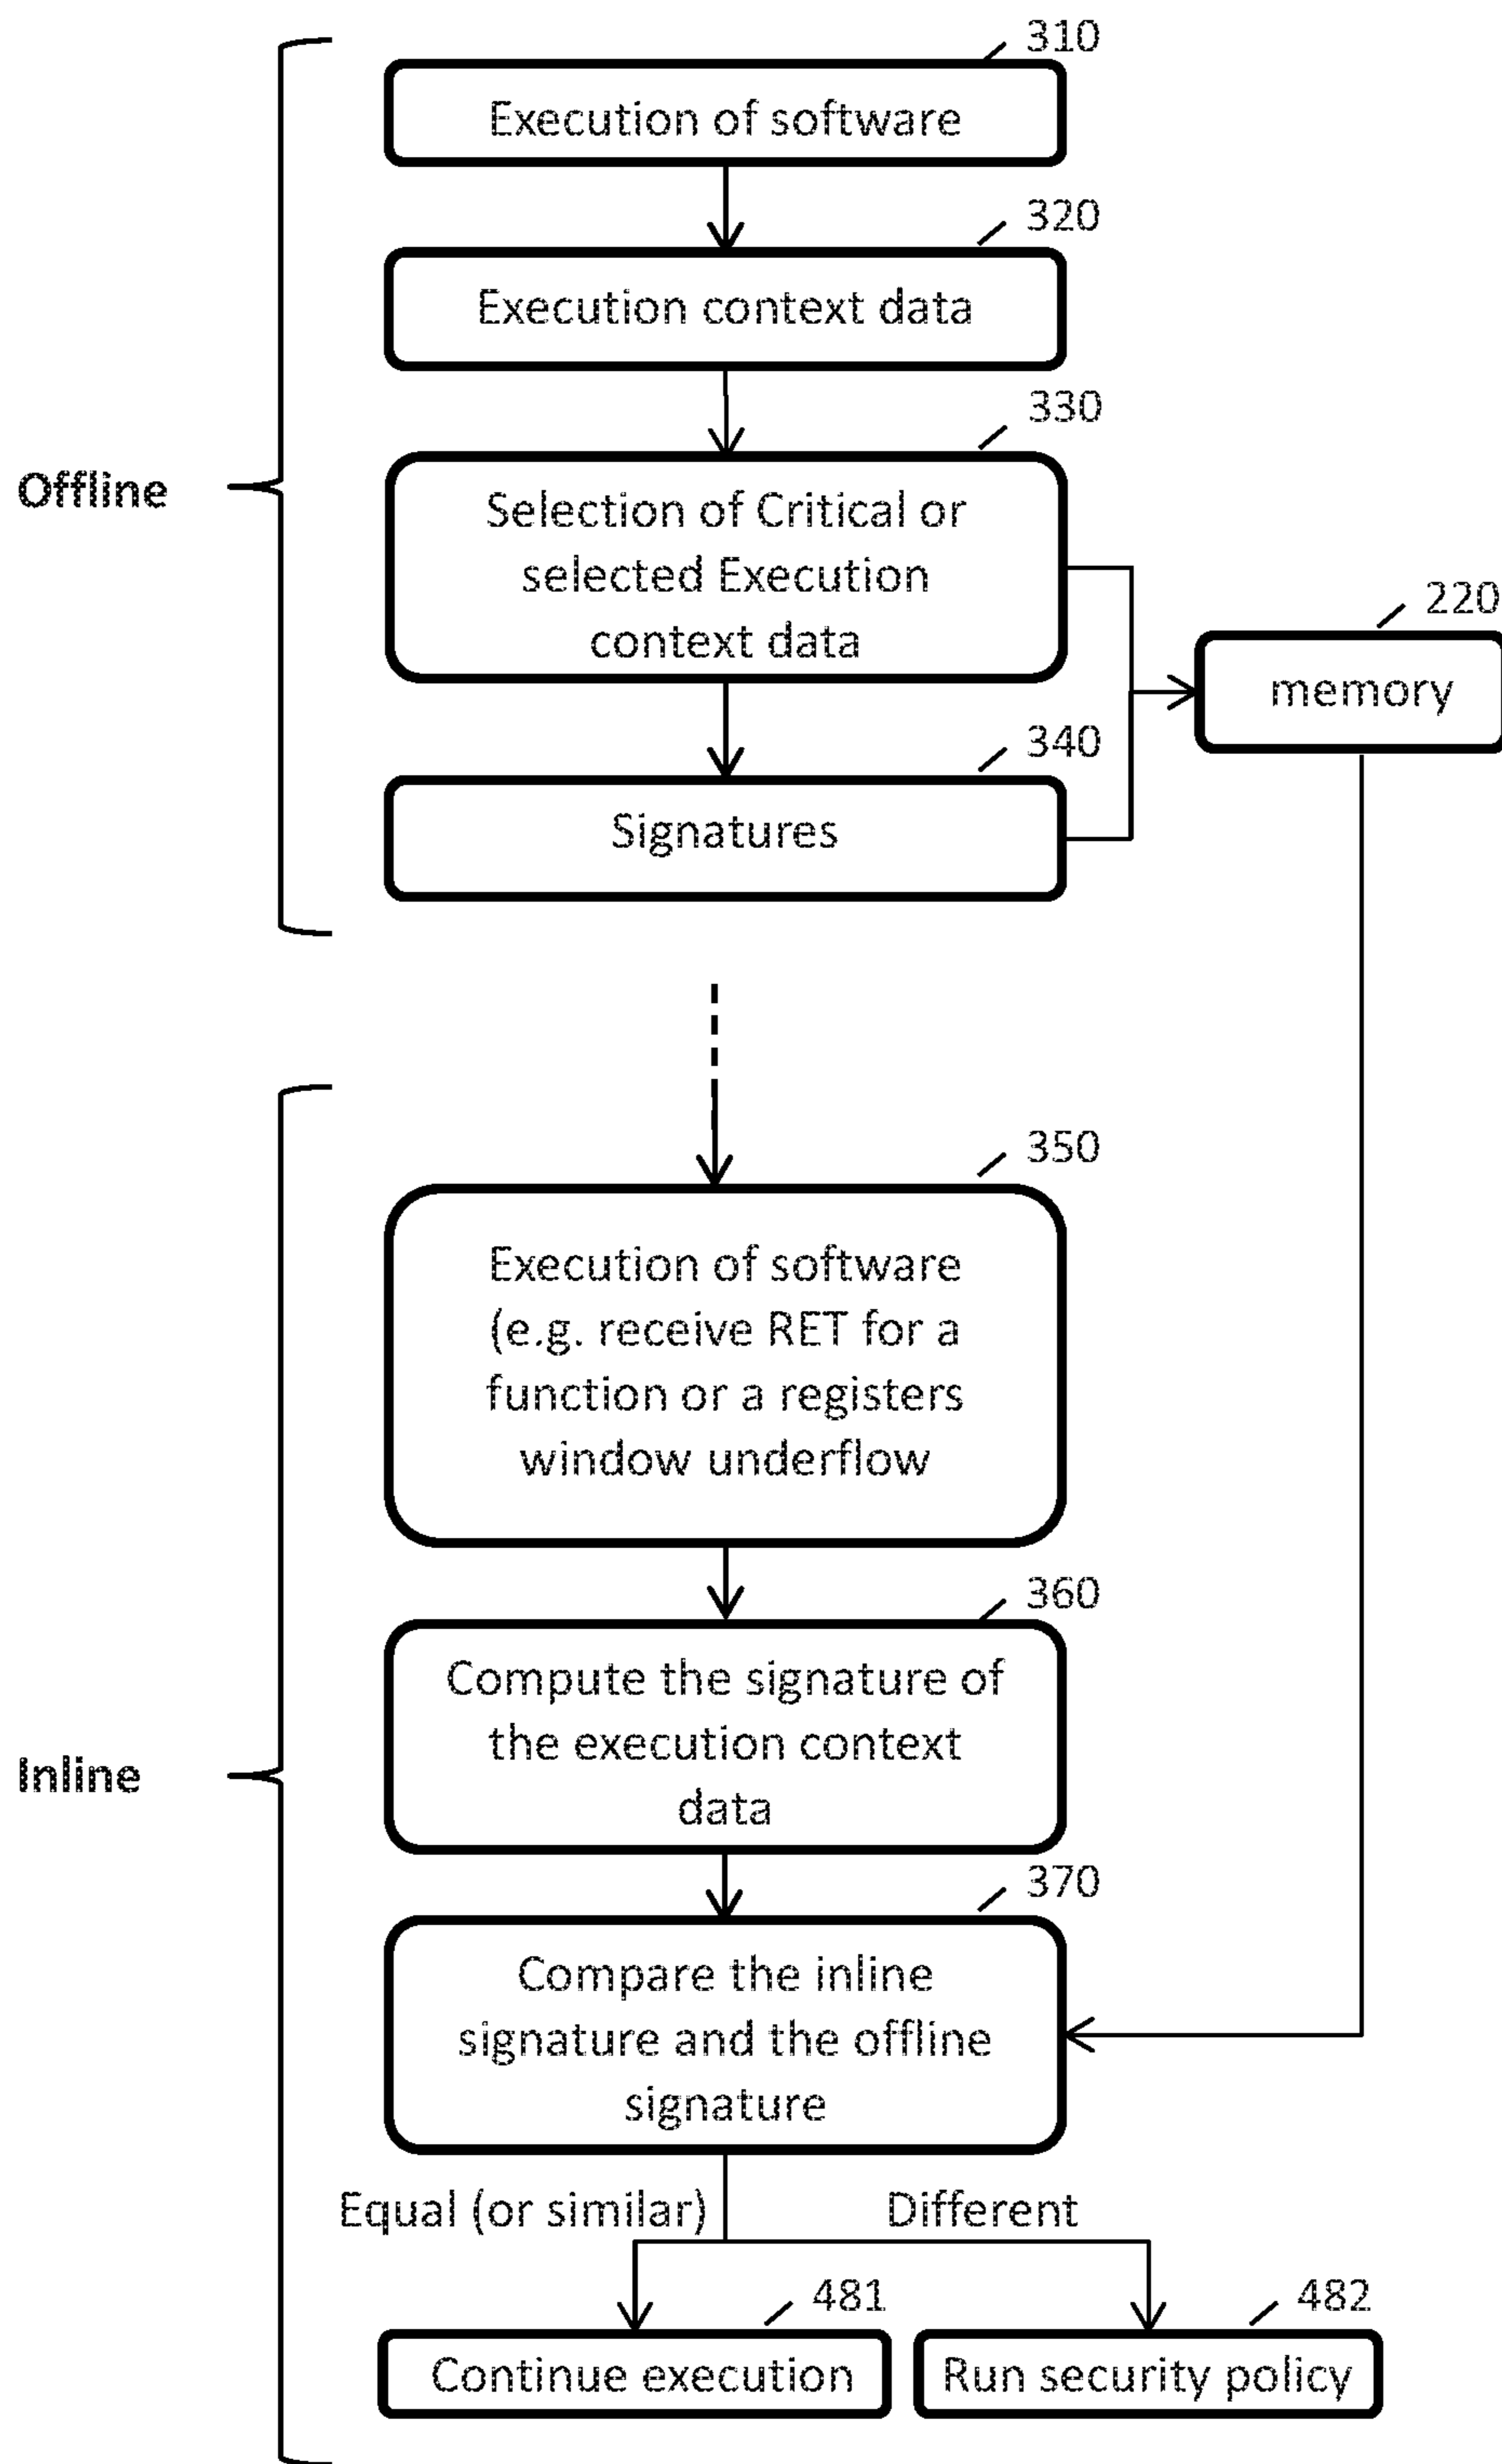 310
Execution of software
320
Execution context data
330
Offline
Selection of Critical or
selected Execution
context data
220
memory
340
Signatures
350
Execution of software
(e.g. receive RET for a
function or a registers
window underflow
360
Compute the signature of
the execution context
data
Inline
370
Compare the inline
signature and the offline
signature
Equal (or similar)
Different
481
482
Continue execution
Run security policy